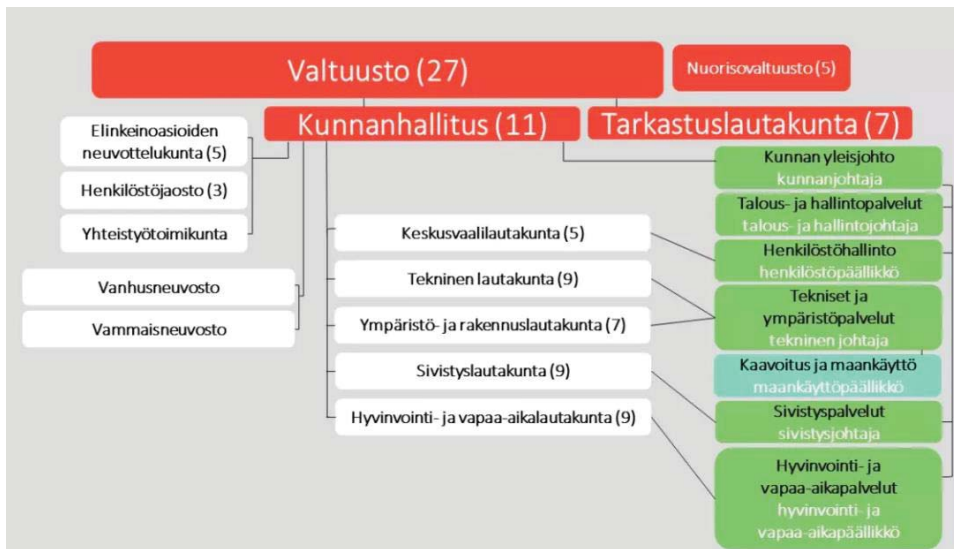 Valtuusto (27)
Nuorisovaltuusto (5)
Kunnanhallitus (11)
Tarkastuslautakunta (7)
Elinkeinoasioiden
neuvottelukunta (5)
Henkilöstöjaosto (3)
Yhteistyötoimikunta
Vanhusneuvosto
Vammaisneuvosto
Keskusvaalilautakunta (5)
Tekninen lautakunta (9)
Ympäristö- ja rakennuslautakunta (7)
Sivistyslautakunta (9)
Hyvinvointi- ja vapaa-aikalautakunta (9)
Kunnan yleisjohto
kunnanjohtaja
Talous- ja hallintopalvelut
talous- ja hallintojohtaja
Henkilöstöhallinto
henkilöstöpäällikkö
Tekniset ja
ympäristöpalvelut
tekninen johtaja
Kaavoitus ja maankäyttö
maankäyttöpäällikkö
Sivistyspalvelut
sivistysjohtaja
Hyvinvointi- ja
vapaa-aikapalvelut
hyvinvointi- ja
vapaa-aikapäällikkö